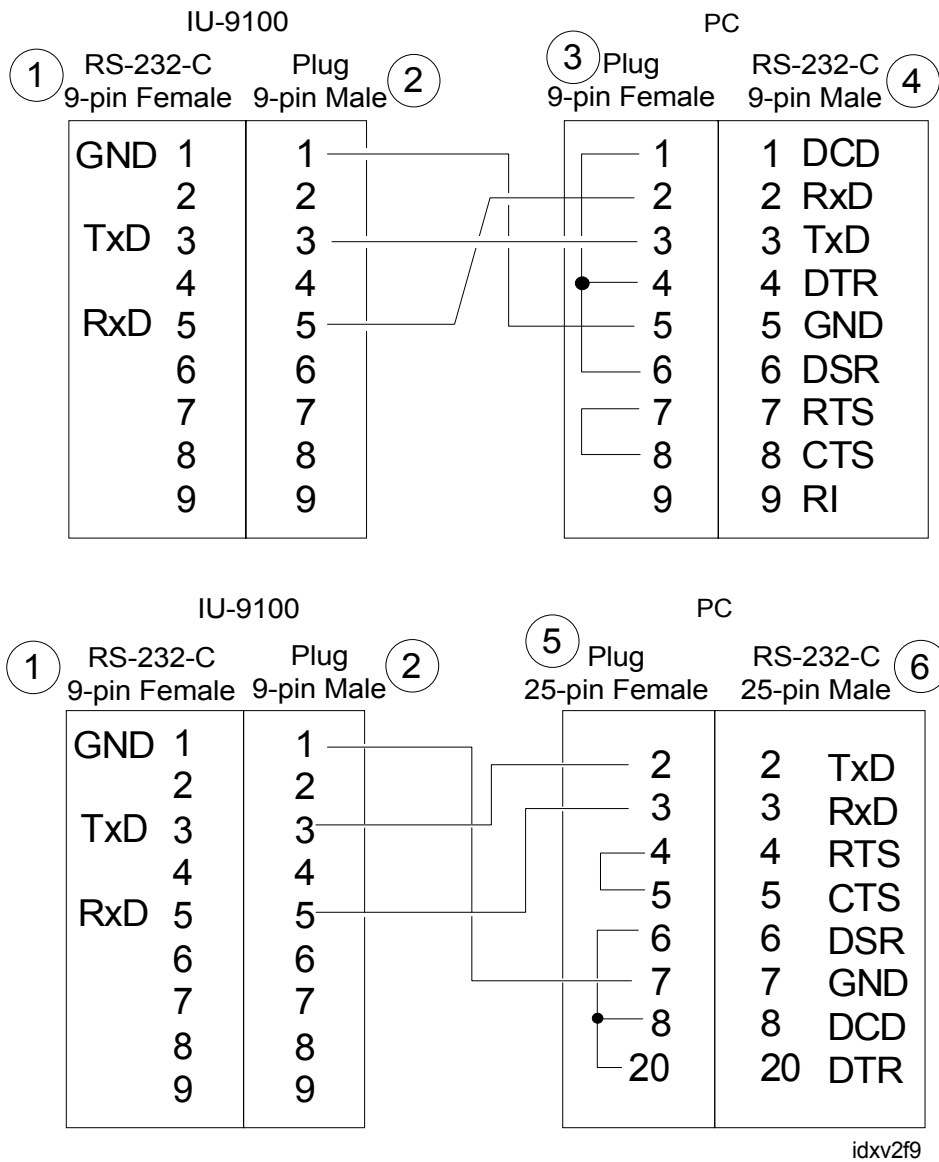 IU-9100 PC
1 RS-232-C Plug 2 3 Plug RS-232-C 4
9-pin Female 9-pin Male 9-pin Female 9-pin Male
GND 1 1 1 1 DCD
2 2 2 2 RxD
TxD 3 3 3 3 TxD
4 4 4 4 DTR
RxD 5 5 5 5 GND
6 6 6 6 DSR
7 7 7 7 RTS
8 8 8 8 CTS
9 9 9 9 RI
IU-9100 PC
1 RS-232-C Plug 2 5 Plug RS-232-C 6
9-pin Female 9-pin Male 25-pin Female 25-pin Male
GND 1 1 2 2 TxD
2 2 3 3 RxD
TxD 3 3 4 4 RTS
4 4 5 5 CTS
RxD 5 5 6 6 DSR
6 6 7 7 GND
7 7 8 8 DCD
8 8 20 20 DTR
9 9
idxv2f9